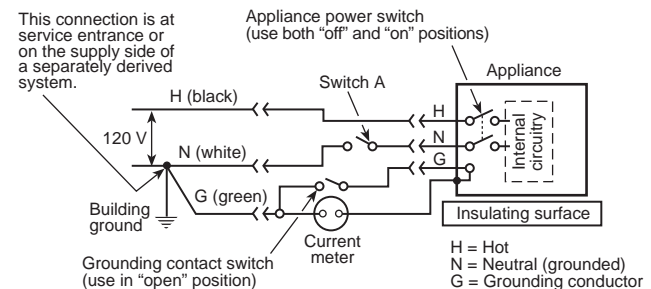 This connection is at
service entrance or
on the supply side of
a separately derived
system.
Appliance power switch
(use both “off” and “on” positions)
Switch A
Appliance
H (black)
H
120 V
N (white)
N
Internal
circuitry
G
G (green)
Building
ground
Insulating surface
Current
meter
Grounding contact switch
(use in “open” position)
H = Hot
N = Neutral (grounded)
G = Grounding conductor